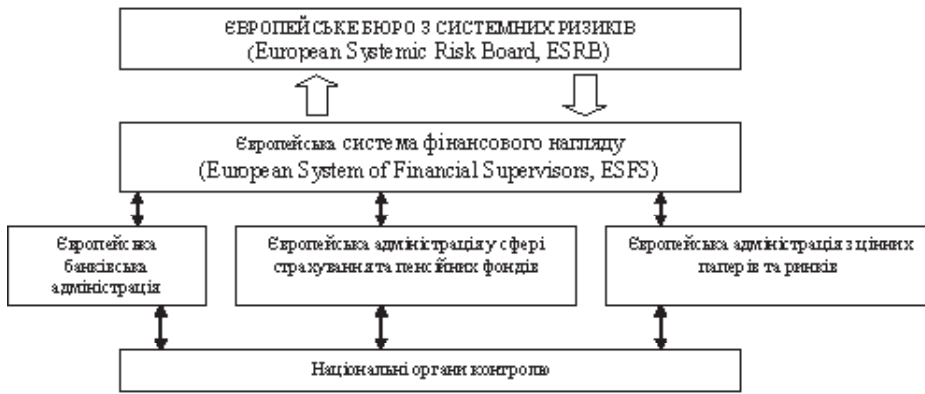 ЄВРОПЕЙСЬКЕ БЮРО З СИСТЕМНИХ РИЗИКІВ
(European Systemic Risk Board, ESRB)
Європейська система фінансового нагляду
(European System of Financial Supervisors, ESFS)
Європейська
банківська
адміністрація
Європейська адміністрація у сфері
страхування та пенсійних фондів
Європейська адміністрація з цінних
паперів та ринків
Національні органи контролю